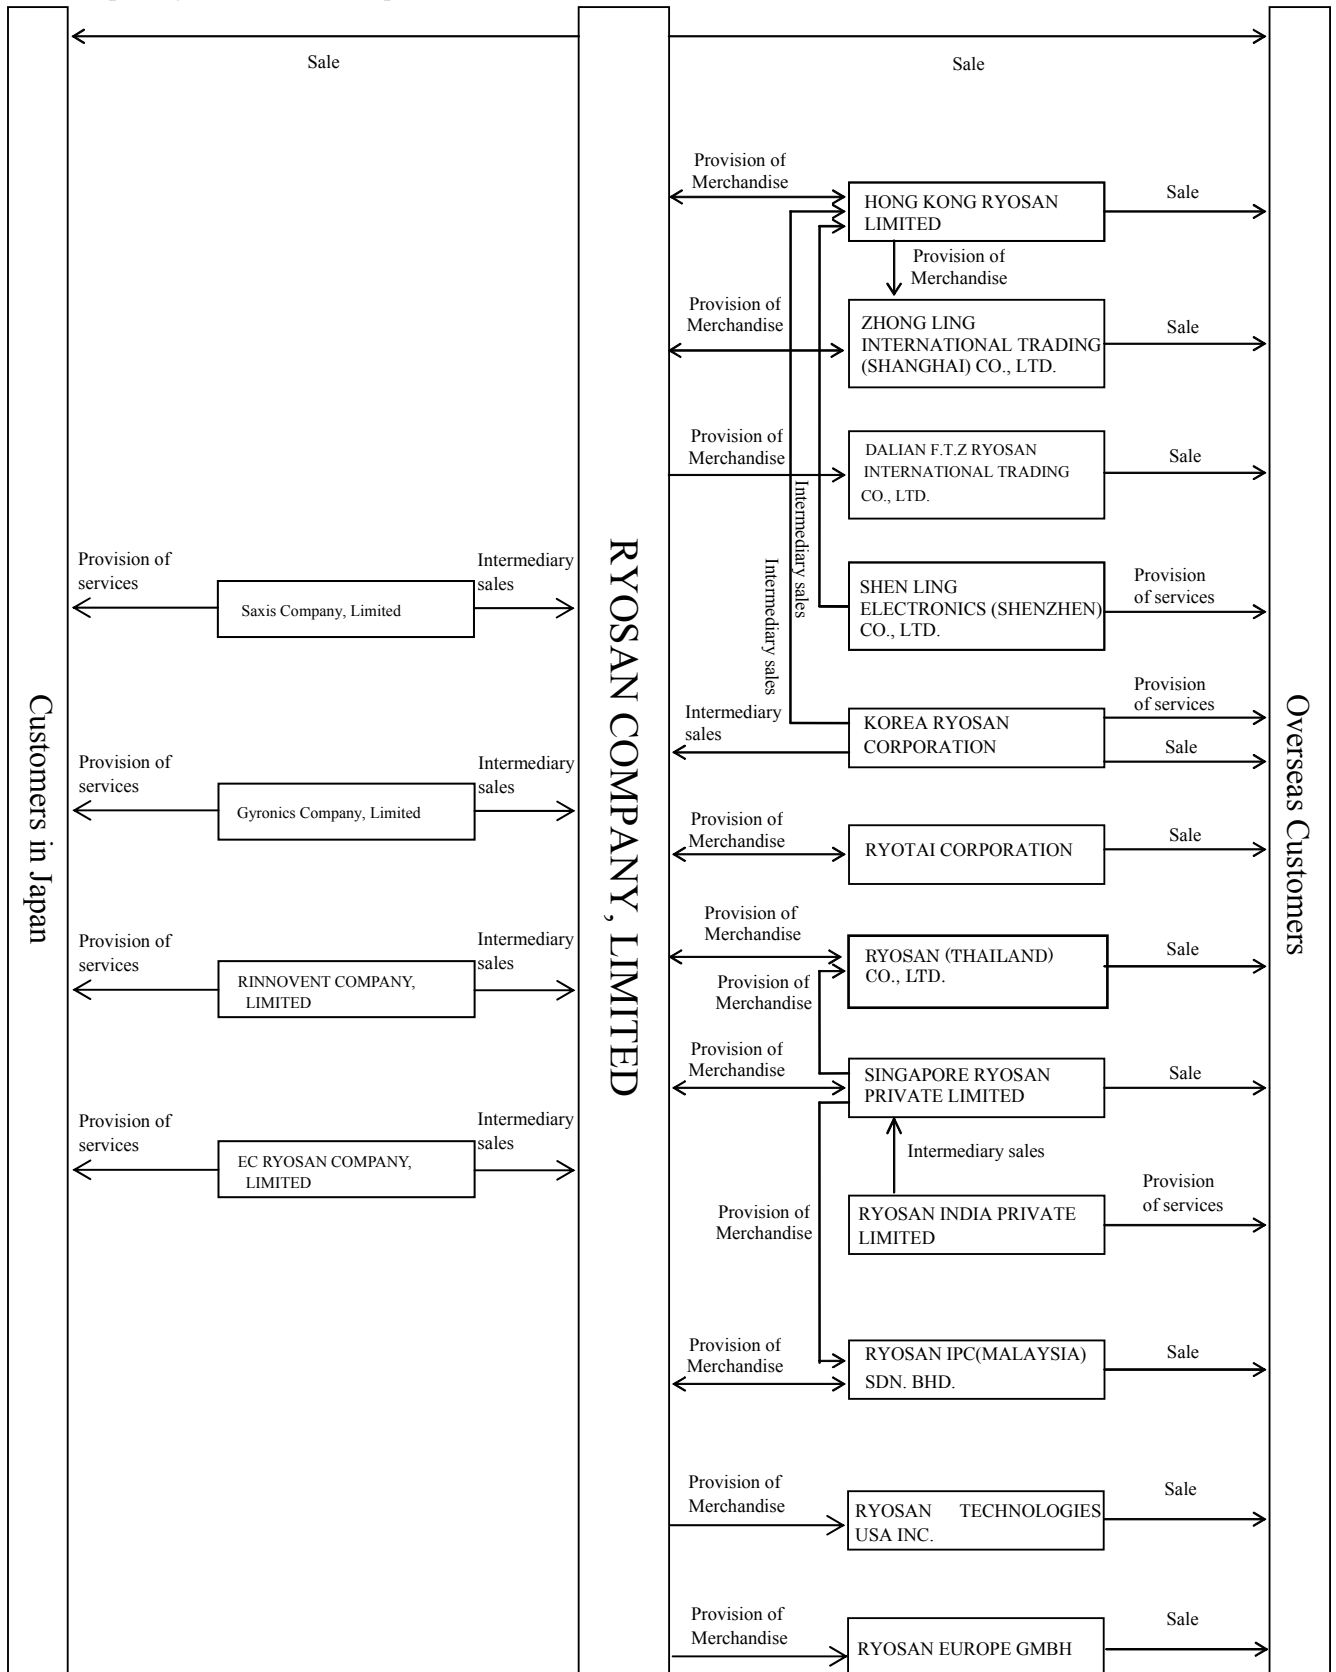 Sale
Sale
Provision of
Merchandise
HONG KONG RYOSAN
LIMITED
Sale
Provision of
Merchandise
Provision of
Merchandise
ZHONG LING
INTERNATIONAL TRADING
(SHANGHAI) CO., LTD.
Sale
Provision of
Merchandise
DALIAN F.T.Z RYOSAN
INTERNATIONAL TRADING
CO., LTD.
Sale
Intermediary sales
Intermediary sales
Provision of
services
Saxis Company, Limited
Intermediary
sales
SHEN LING
ELECTRONICS (SHENZHEN)
CO., LTD.
Provision
of services
Customers in Japan
RYOSAN COMPANY, LIMITED
Overseas Customers
Intermediary
sales
KOREA RYOSAN
CORPORATION
Provision
of services
Sale
Provision of
services
Gyronics Company, Limited
Intermediary
sales
Provision of
Merchandise
RYOTAI CORPORATION
Sale
Provision of
services
RINNOVENT COMPANY,
LIMITED
Intermediary
sales
Provision of
Merchandise
RYOSAN (THAILAND)
CO., LTD.
Sale
Provision of
Merchandise
Provision of
Merchandise
SINGAPORE RYOSAN
PRIVATE LIMITED
Sale
Provision of
services
EC RYOSAN COMPANY,
LIMITED
Intermediary
sales
Intermediary sales
Provision of
Merchandise
RYOSAN INDIA PRIVATE
LIMITED
Provision
of services
Provision of
Merchandise
RYOSAN IPC(MALAYSIA)
SDN. BHD.
Sale
Provision of
Merchandise
RYOSAN TECHNOLOGIES
USA INC.
Sale
Provision of
Merchandise
RYOSAN EUROPE GMBH
Sale